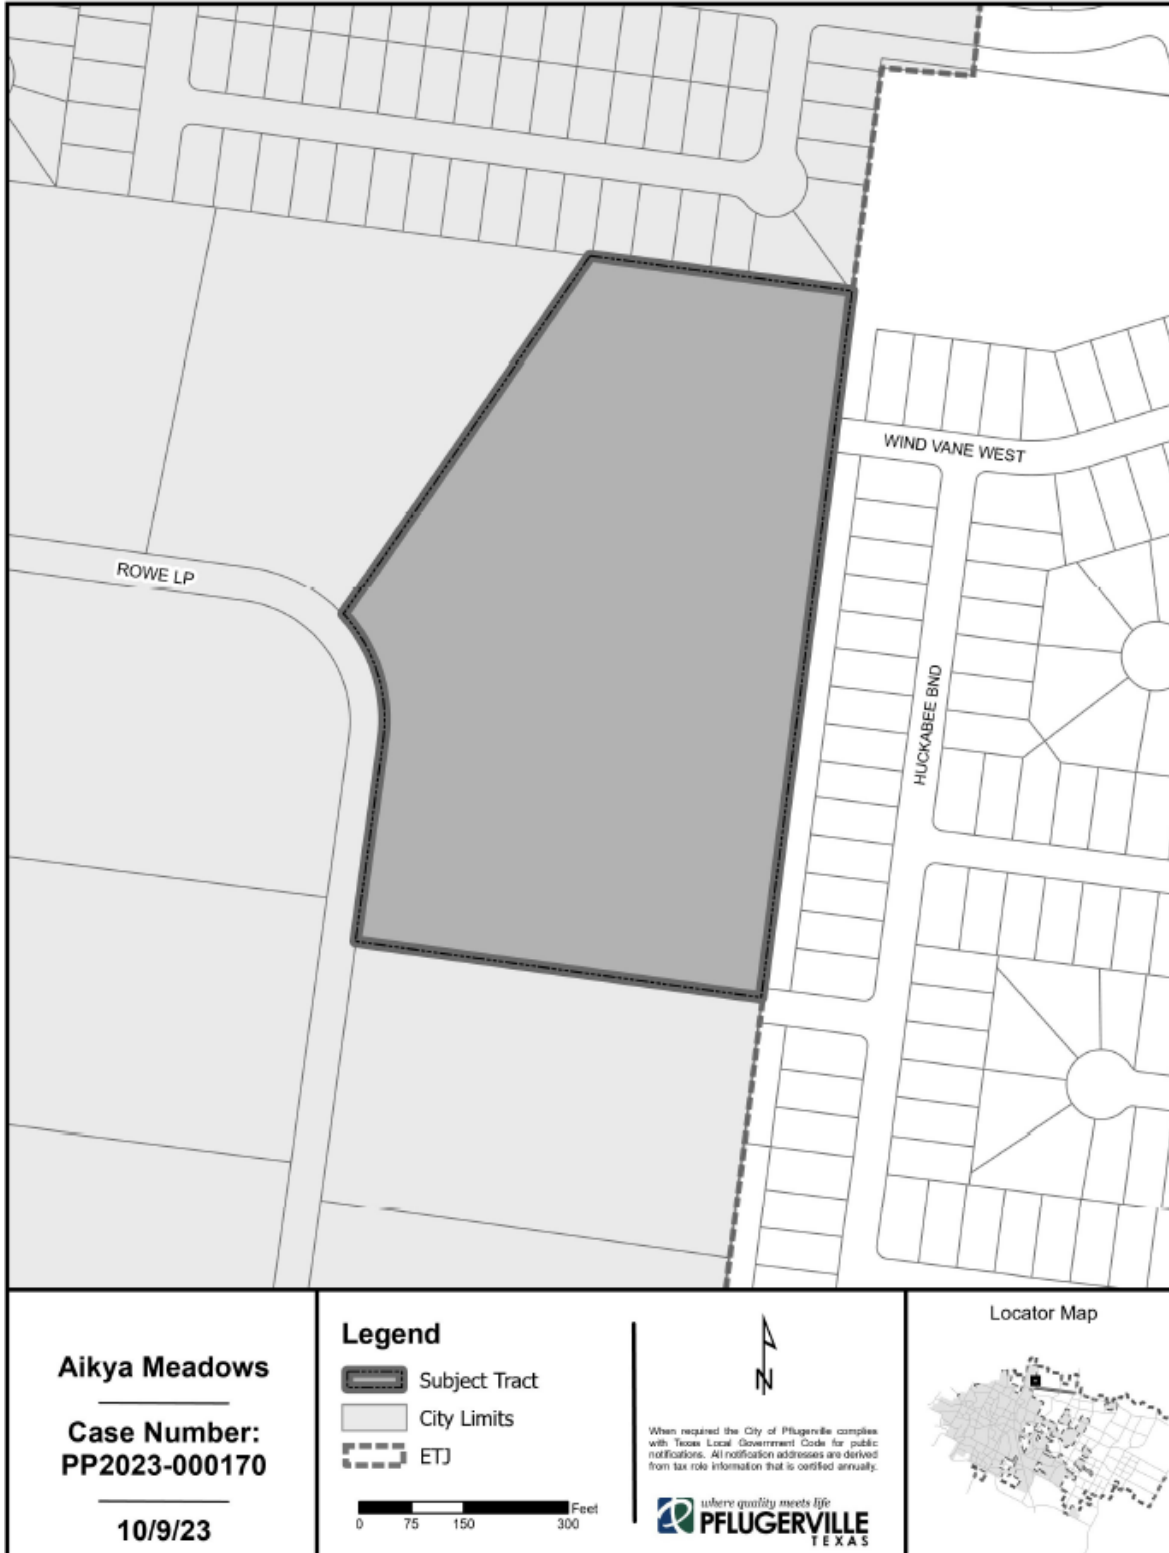 WIND VANE WEST
ROWE LP
HUCKABEE BND
Aikya Meadows
Case Number:
PP2023-000170
10/9/23
Legend
Subject Tract
City Limits
ETJ
Feet
0 75 150 300
N
When required the City of Pflugerville complies
with Texas Local Government Code for public
notifications. All notification addresses are derived
from tax role information that is certified annually.
where quality meets life
PFLUGERVILLE
TEXAS
Locator Map